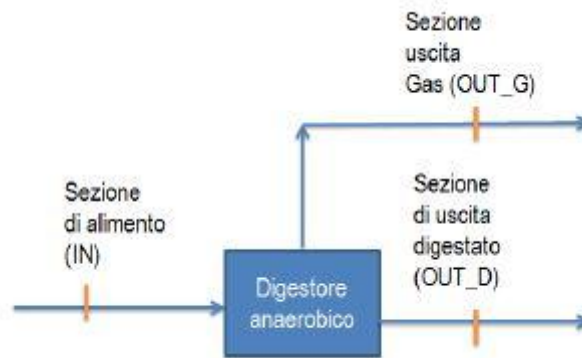 Sezione
uscita
Gas (OUT_G)
Sezione
di alimento
(IN)
Sezione
di uscita
digestato
(OUT_D)
Digestore
anaerobico